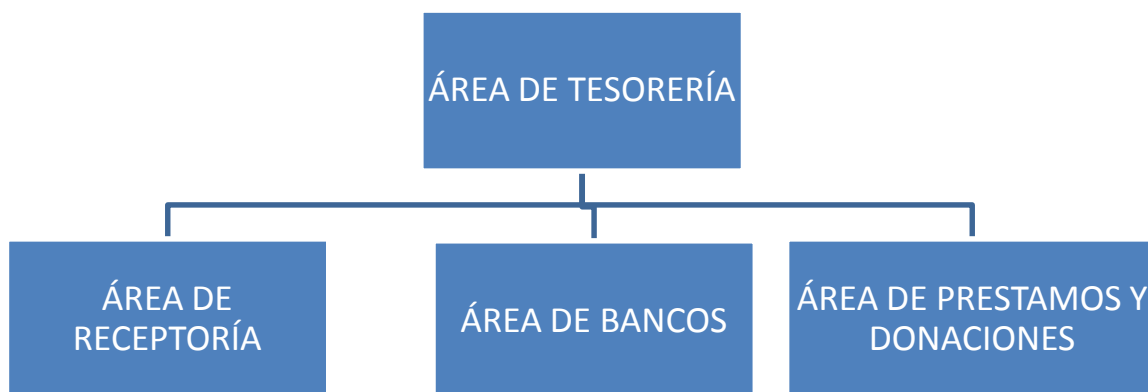 ÁREA DE TESORERÍA
ÁREA DE
RECEPTORÍA
ÁREA DE BANCOS
ÁREA DE PRESTAMOS Y
DONACIONES